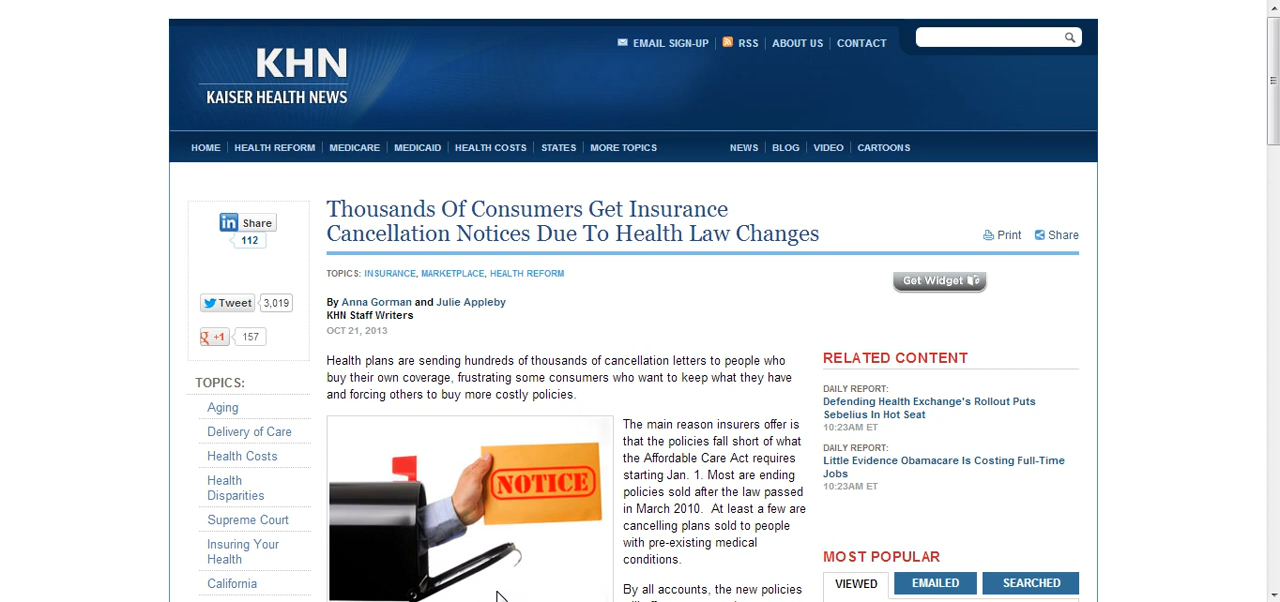 EMAIL SIGN-UP RSS ABOUT US CONTACT
KHN
KAISER HEALTH NEWS
HOME HEALTH REFORM MEDICARE MEDICAID HEALTH COSTS STATES MORE TOPICS NEWS BLOG VIDEO CARTOONS
in Share
112
Tweet 3,019
g +1 157
TOPICS:
Aging
Delivery of Care
Health Costs
Health
Disparities
Supreme Court
Insuring Your
Health
California
Thousands Of Consumers Get Insurance
Cancellation Notices Due To Health Law Changes
Print Share
TOPICS: INSURANCE, MARKETPLACE, HEALTH REFORM
Get Widget
By Anna Gorman and Julie Appleby
KHN Staff Writers
OCT 21, 2013
Health plans are sending hundreds of thousands of cancellation letters to people who
buy their own coverage, frustrating some consumers who want to keep what they have
and forcing others to buy more costly policies.
NOTICE
The main reason insurers offer is
that the policies fall short of what
the Affordable Care Act requires
starting Jan. 1. Most are ending
policies sold after the law passed
in March 2010. At least a few are
cancelling plans sold to people
with pre-existing medical
conditions.
By all accounts, the new policies
RELATED CONTENT
DAILY REPORT:
Defending Health Exchange's Rollout Puts
Sebelius In Hot Seat
10:23AM ET
DAILY REPORT:
Little Evidence Obamacare Is Costing Full-Time
Jobs
10:23AM ET
MOST POPULAR
VIEWED EMAILED SEARCHED